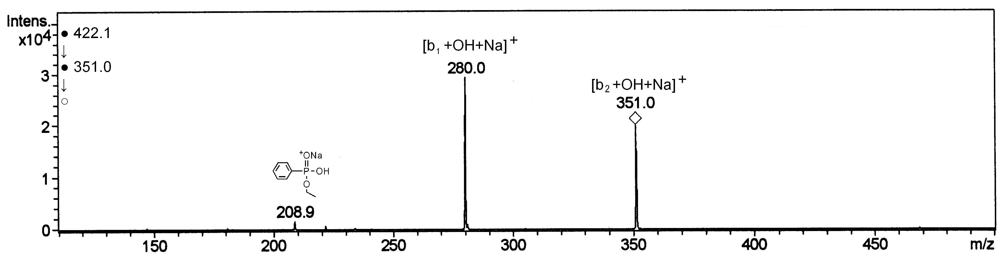 Intens.
x10⁴
422.1
↓
351.0
↓
[b₁ +OH+Na]⁺
280.0
[b₂ +OH+Na]⁺
351.0
⁺ONa
P-OH
O
208.9
3
2
1
0
150 200 250 300 350 400 450 m/z